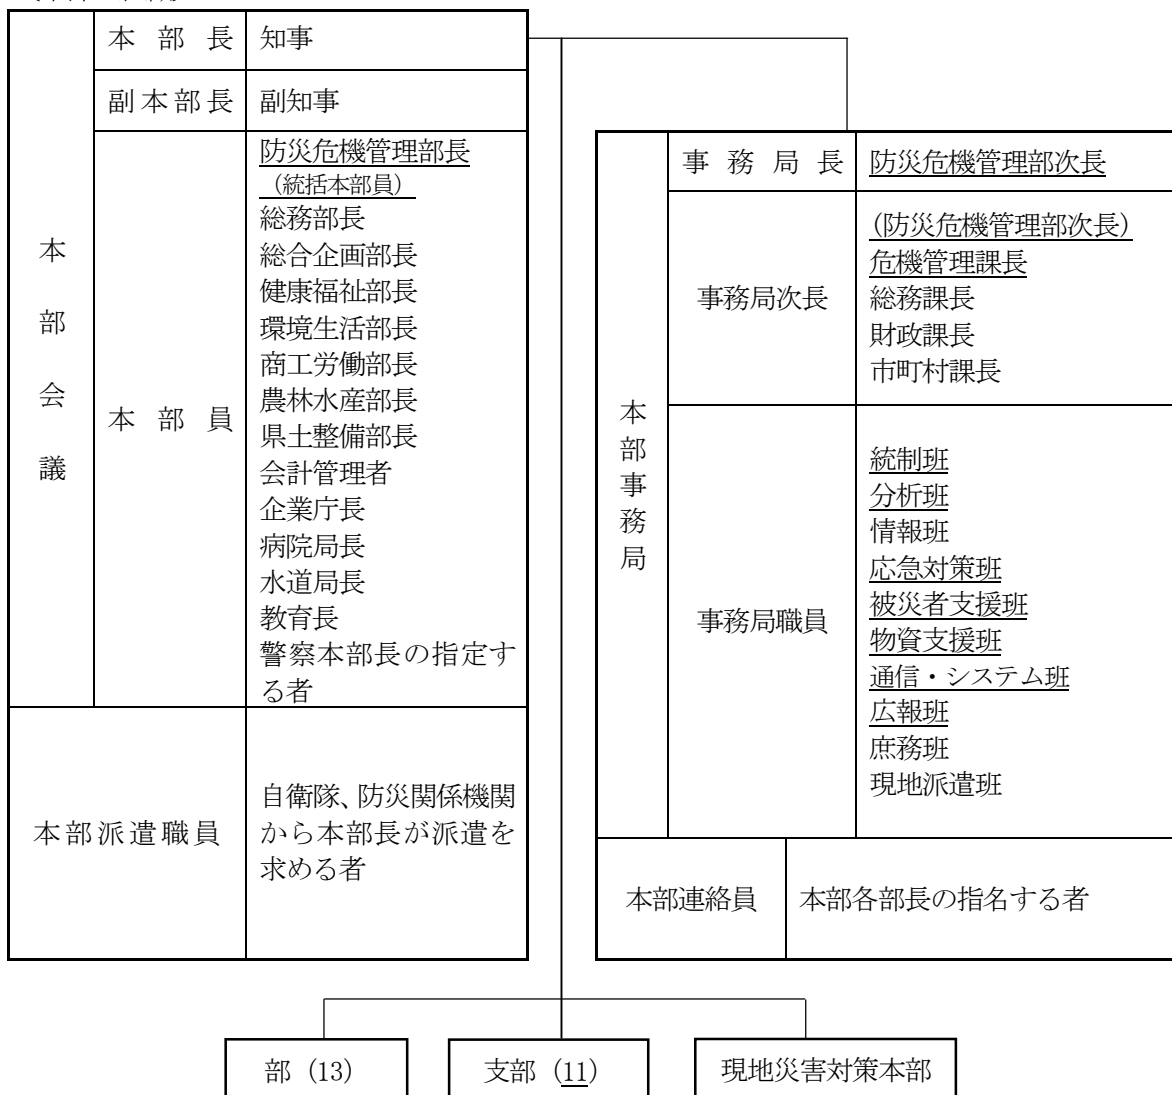 本部会議
本部長 知事
副本部長 副知事
本部員
防災危機管理部長
（統括本部員）
総務部長
総合企画部長
健康福祉部長
環境生活部長
商工労働部長
農林水産部長
県土整備部長
会計管理者
企業庁長
病院局長
水道局長
教育長
警察本部長の指定す
る者
本部派遣職員
自衛隊、防災関係機関
から本部長が派遣を
求める者
本部事務局
事務局長 防災危機管理部次長
事務局次長
(防災危機管理部次長)
危機管理課長
総務課長
財政課長
市町村課長
事務局職員
統制班
分析班
情報班
応急対策班
被災者支援班
物資支援班
通信・システム班
広報班
庶務班
現地派遣班
本部連絡員 本部各部長の指名する者
部（13） 支部（11） 現地災害対策本部